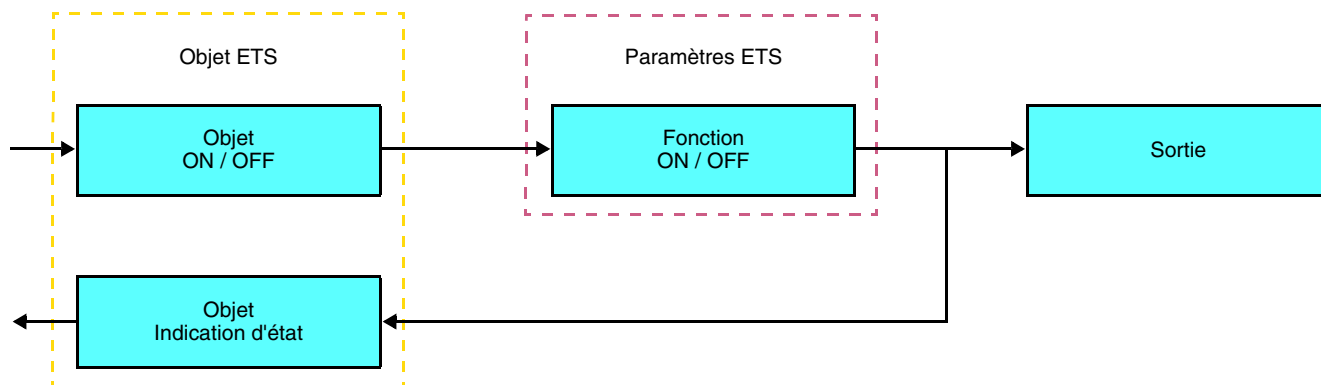 Objet ETS
Paramètres ETS
Objet
ON / OFF
Fonction
ON / OFF
Sortie
Objet
Indication d'état